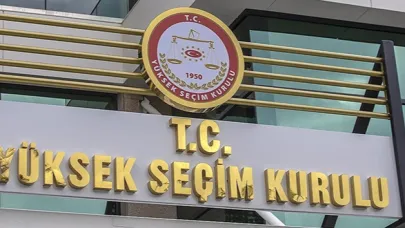 T.C.
YÜKSEK SEÇİM KURULU
1950
T.C.
YÜKSEK SEÇİM KURULU